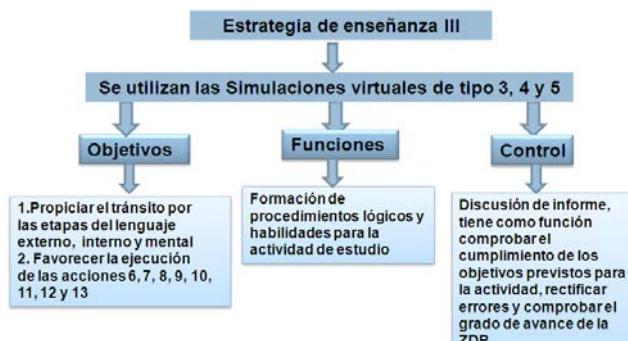 Estrategia de enseñanza III
Se utilizan las Simulaciones virtuales de tipo 3, 4 y 5
Objetivos
Funciones
Control
1.Propiciar el tránsito por
las etapas del lenguaje
externo, interno y mental
2. Favorecer la ejecución
de las acciones 6, 7, 8, 9, 10,
11, 12 y 13
Formación de
procedimientos lógicos y
habilidades para la
actividad de estudio
Discusión de informe,
tiene como función
comprobar el
cumplimiento de los
objetivos previstos para
la actividad, rectificar
errores y comprobar el
grado de avance de la
ZDP